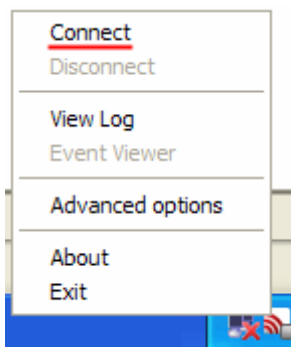 Connect
Disconnect
View Log
Event Viewer
Advanced options
About
Exit